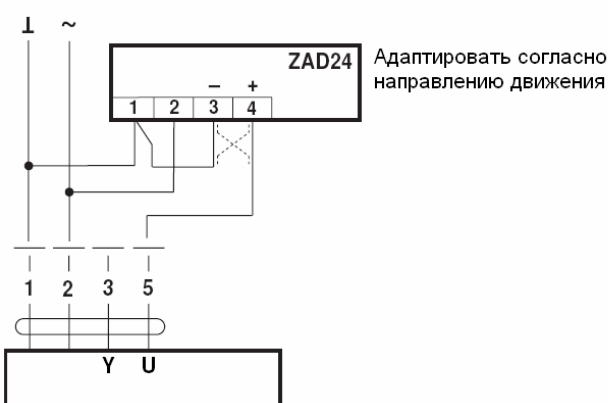 ⊥ ~
ZAD24
Адаптировать согласно
направлению движения
– +
1 2 3 4
1 2 3 5
Y U